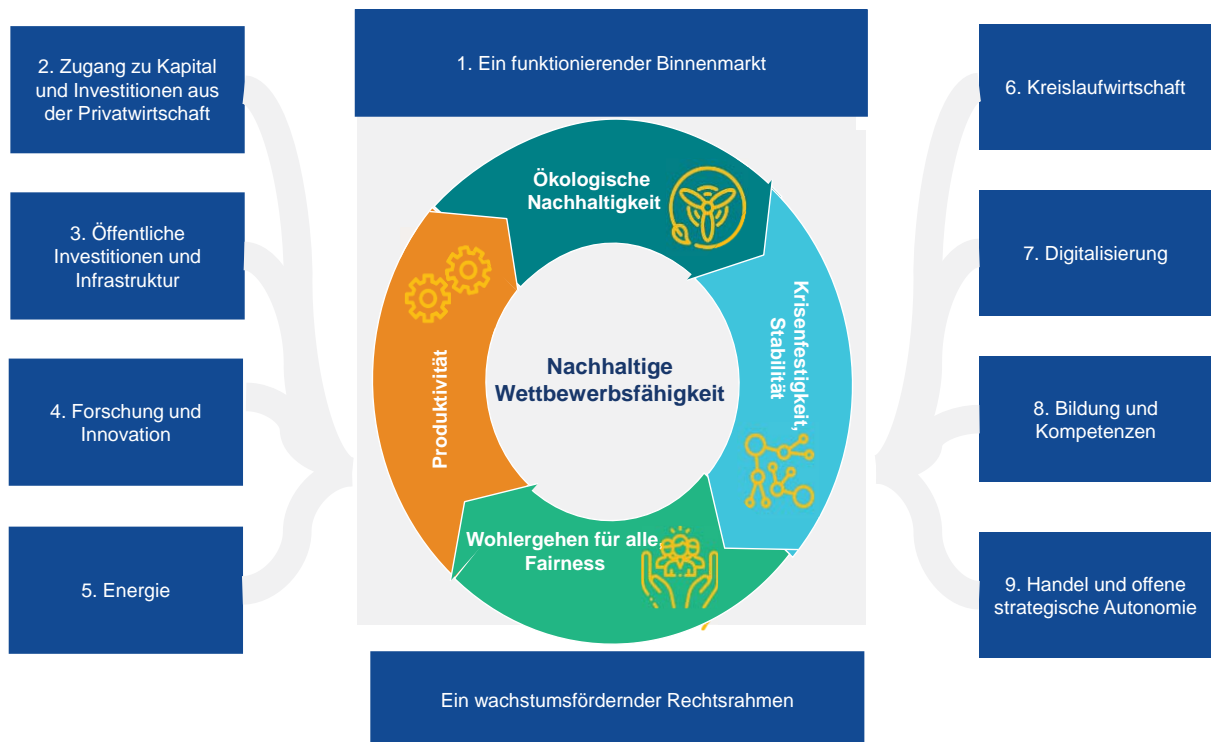 1. Ein funktionierender Binnenmarkt
2. Zugang zu Kapital
und Investitionen aus
der Privatwirtschaft
3. Öffentliche
Investitionen und
Infrastruktur
4. Forschung und
Innovation
5. Energie
Ökologische
Nachhaltigkeit
Krisenfestigkeit,
Stabilität
Wohlergehen für alle,
Fairness
Produktivität
Nachhaltige
Wettbewerbsfähigkeit
6. Kreislaufwirtschaft
7. Digitalisierung
8. Bildung und
Kompetenzen
9. Handel und offene
strategische Autonomie
Ein wachstumsfördernder Rechtsrahmen